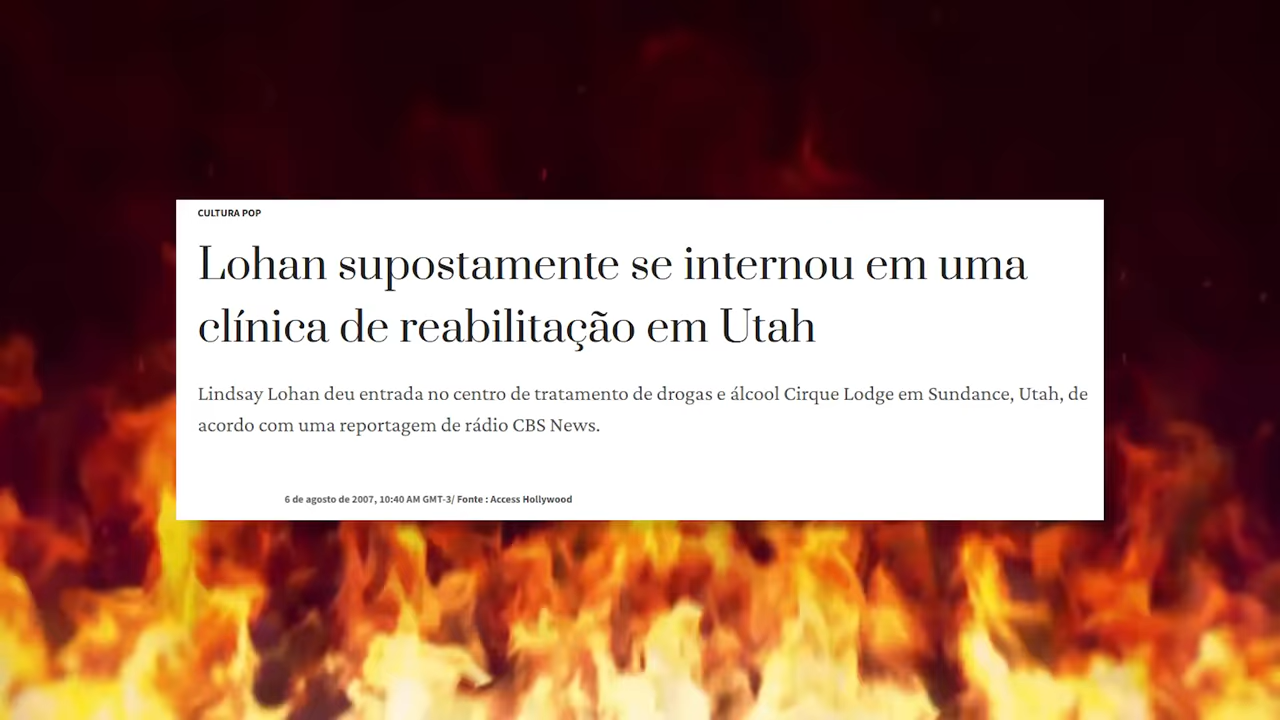 CULTURA POP
Lohan supostamente se internou em uma
clínica de reabilitação em Utah
Lindsay Lohan deu entrada no centro de tratamento de drogas e álcool Cirque Lodge em Sundance, Utah, de
acordo com uma reportagem de rádio CBS News.
6 de agosto de 2007, 10:40 AM GMT-3/ Fonte : Access Hollywood